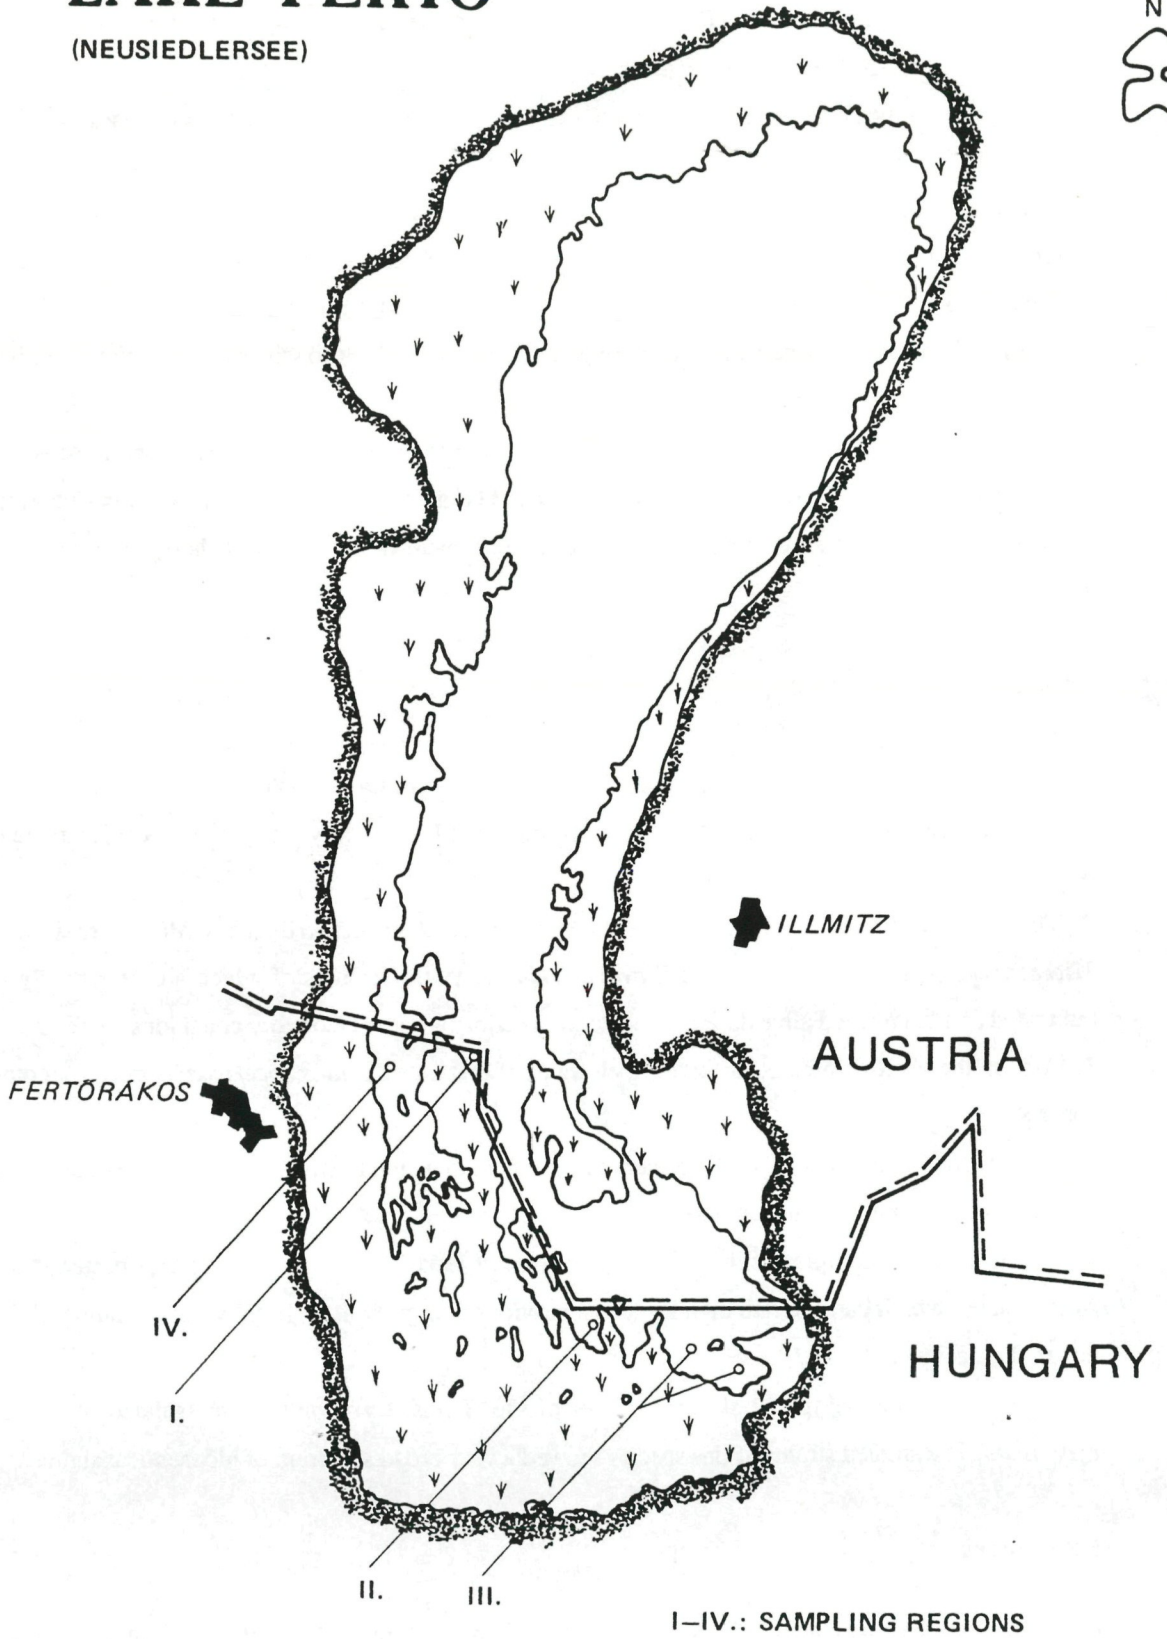 (NEUSIEDLERSEE)
N
ILLMITZ
AUSTRIA
FERTŐRÁKOS
IV.
HUNGARY
I.
II.
III.
I–IV.: SAMPLING REGIONS